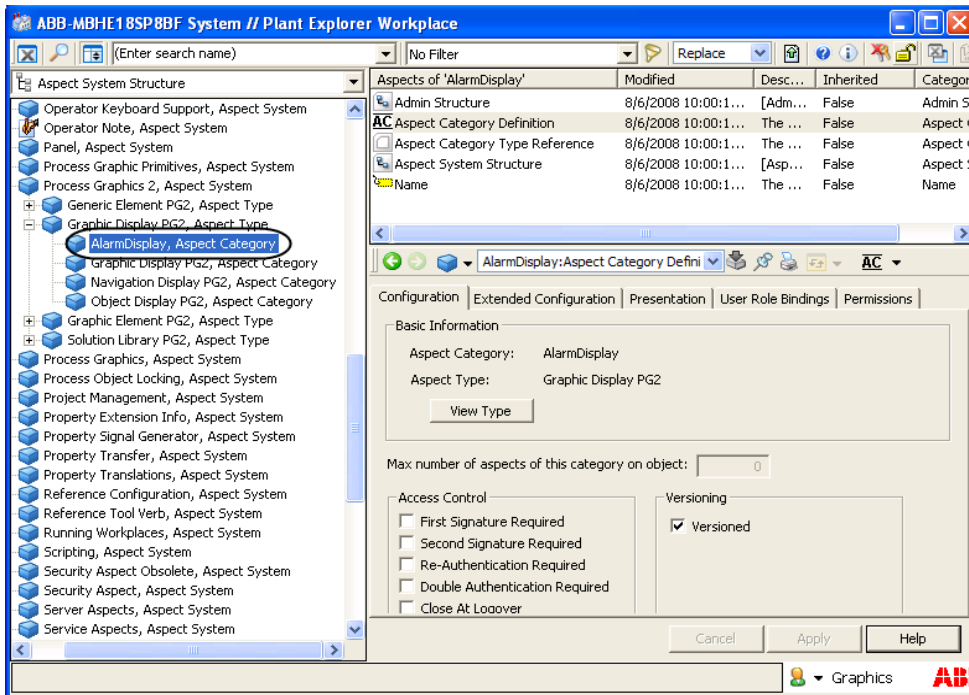 ABB-MBHE18SP8BF System // Plant Explorer Workplace
(Enter search name)
No Filter
Replace
Aspect System Structure
Operator Keyboard Support, Aspect System
Operator Note, Aspect System
Panel, Aspect System
Process Graphic Primitives, Aspect System
Process Graphics 2, Aspect System
Generic Element PG2, Aspect Type
Graphic Display PG2, Aspect Type
AlarmDisplay, Aspect Category
Graphic Display PG2, Aspect Category
Navigation Display PG2, Aspect Category
Object Display PG2, Aspect Category
Graphic Element PG2, Aspect Type
Solution Library PG2, Aspect Type
Process Graphics, Aspect System
Process Object Locking, Aspect System
Project Management, Aspect System
Property Extension Info, Aspect System
Property Signal Generator, Aspect System
Property Transfer, Aspect System
Property Translations, Aspect System
Reference Configuration, Aspect System
Reference Tool Verb, Aspect System
Running Workplaces, Aspect System
Scripting, Aspect System
Security Aspect Obsolete, Aspect System
Security Aspect, Aspect System
Server Aspects, Aspect System
Service Aspects, Aspect System
Aspects of 'AlarmDisplay' Modified Desc... Inherited Categor
Admin Structure 8/6/2008 10:00:1... [Adm... False Admin S
AC Aspect Category Definition 8/6/2008 10:00:1... The ... False Aspect
Aspect Category Type Reference 8/6/2008 10:00:1... The ... False Aspect
Aspect System Structure 8/6/2008 10:00:1... [Asp... False Aspect
Name 8/6/2008 10:00:1... The ... False Name
AlarmDisplay:Aspect Category Defini
AC
Configuration Extended Configuration Presentation User Role Bindings Permissions
Basic Information
Aspect Category: AlarmDisplay
Aspect Type: Graphic Display PG2
View Type
Max number of aspects of this category on object: 0
Access Control
First Signature Required
Second Signature Required
Re-Authentication Required
Double Authentication Required
Close At Logover
Versioning
Versioned
Cancel Apply Help
Graphics